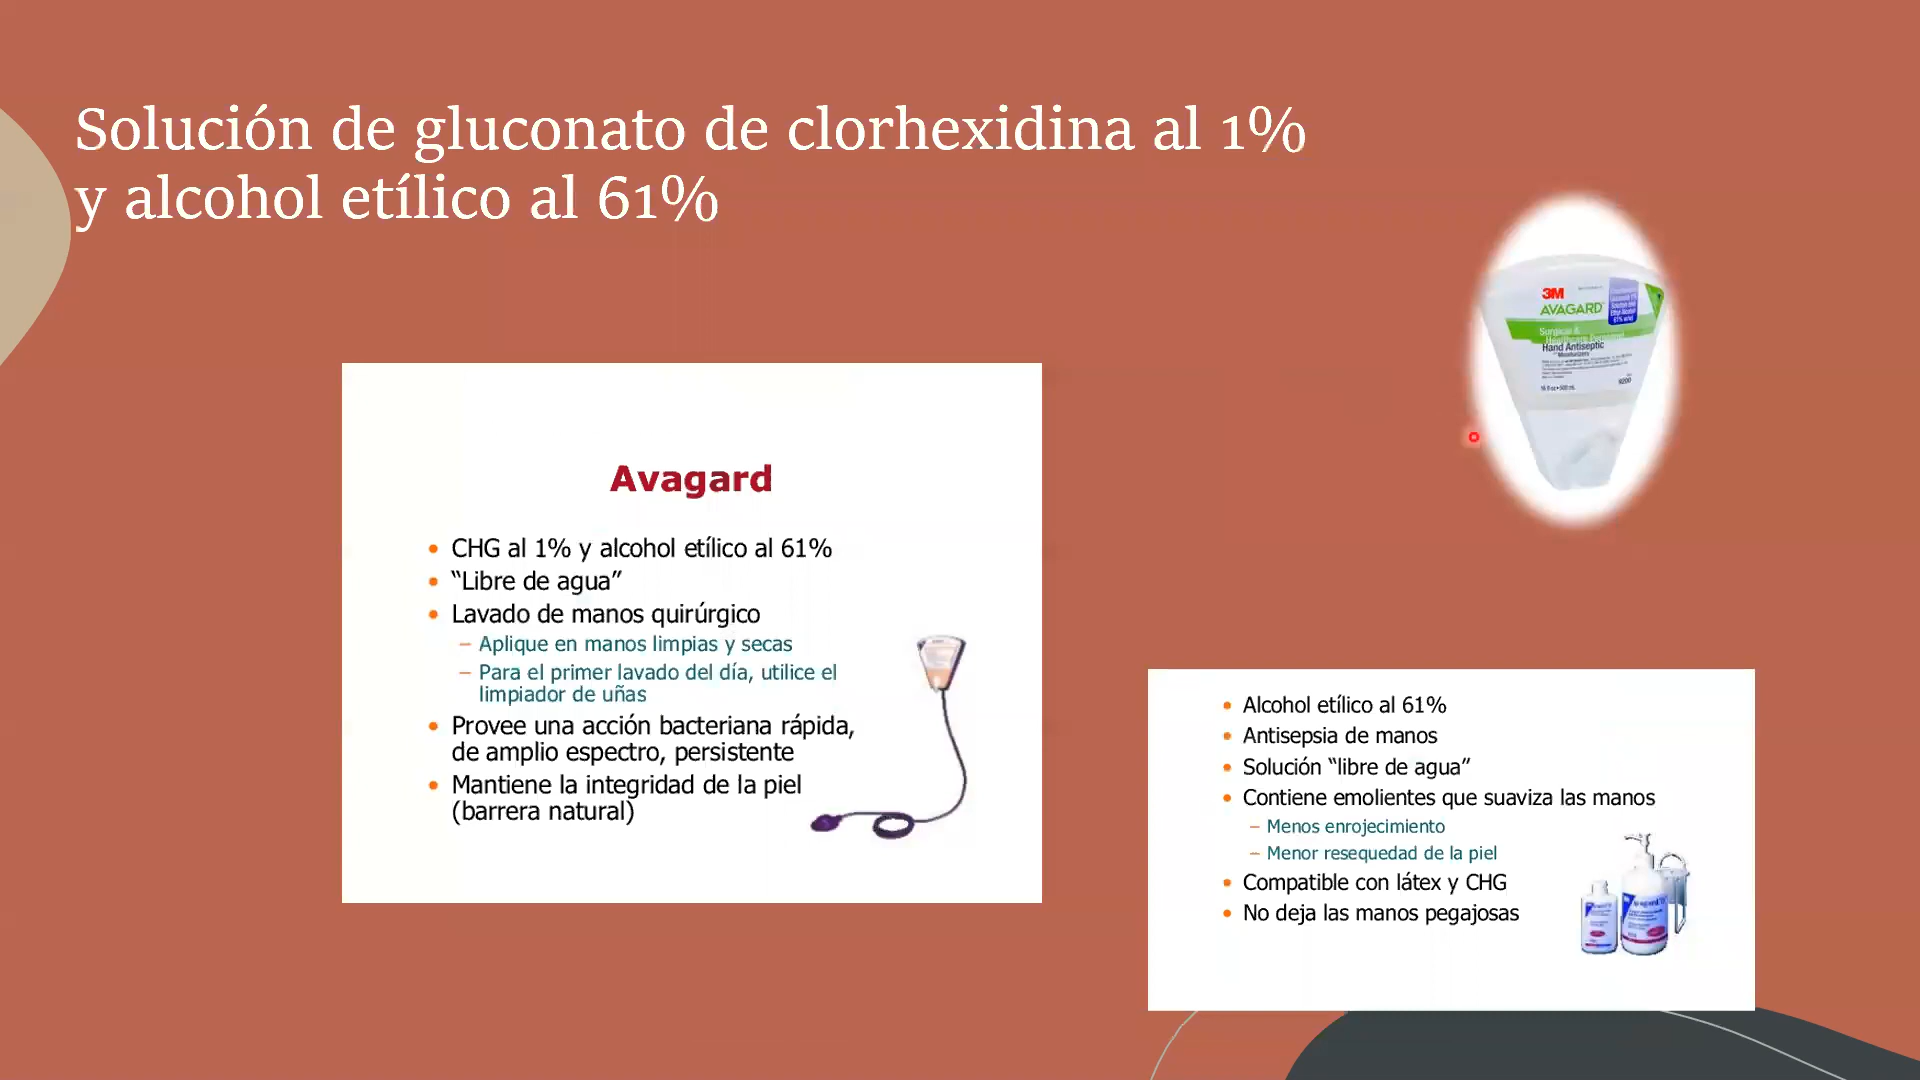 Solución de gluconato de clorhexidina al 1%
y alcohol etílico al 61%
3M
AVAGARD
Surgical &
Hand Antiseptic
Moisturizers
9200
Avagard
• CHG al 1% y alcohol etílico al 61%
• “Libre de agua”
• Lavado de manos quirúrgico
– Aplique en manos limpias y secas
– Para el primer lavado del día, utilice el
limpiador de uñas
• Provee una acción bacteriana rápida,
de amplio espectro, persistente
• Mantiene la integridad de la piel
(barrera natural)
• Alcohol etílico al 61%
• Antisepsia de manos
• Solución “libre de agua”
• Contiene emolientes que suaviza las manos
– Menos enrojecimiento
– Menor resequedad de la piel
• Compatible con látex y CHG
• No deja las manos pegajosas